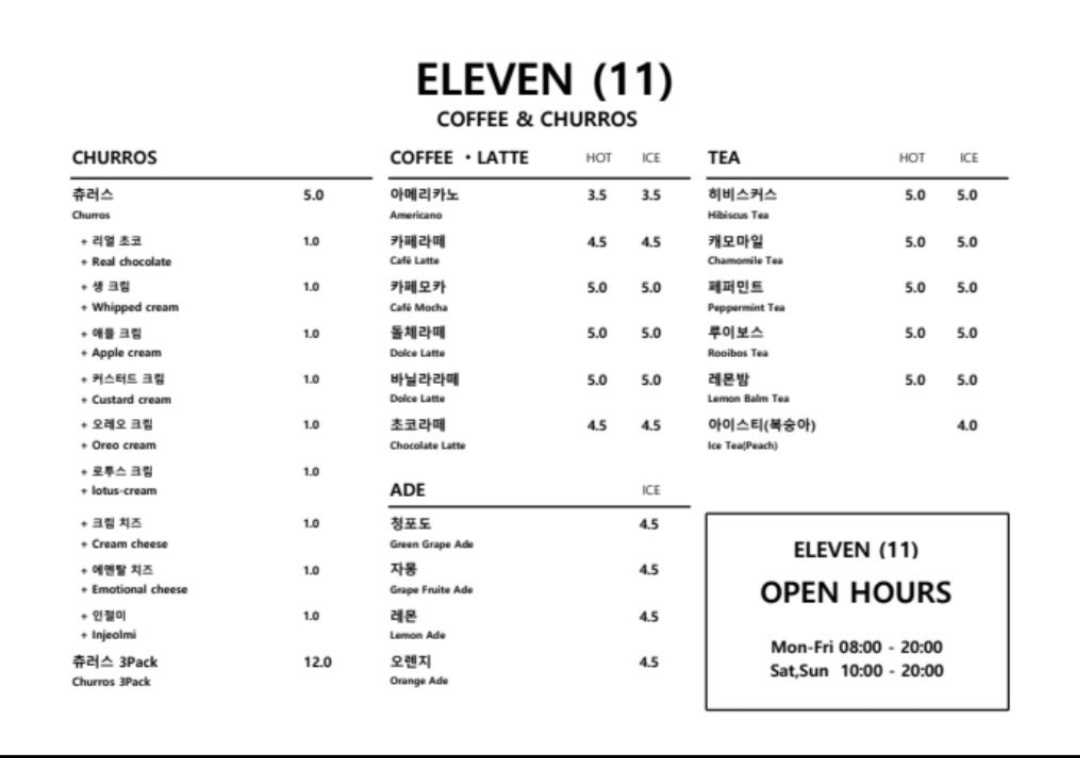 ELEVEN (11)
COFFEE & CHURROS
CHURROS
츄러스 5.0
Churros
+ 리얼 초코 1.0
+ Real chocolate
+ 생 크림 1.0
+ Whipped cream
+ 애플 크림 1.0
+ Apple cream
+ 커스터드 크림 1.0
+ Custard cream
+ 오레오 크림 1.0
+ Oreo cream
+ 로투스 크림 1.0
+ lotus-cream
+ 크림 치즈 1.0
+ Cream cheese
+ 에멘탈 치즈 1.0
+ Emotional cheese
+ 인절미 1.0
+ Injeolmi
츄러스 3Pack 12.0
Churros 3Pack
COFFEE • LATTE HOT ICE
아메리카노 3.5 3.5
Americano
카페라떼 4.5 4.5
Café Latte
카페모카 5.0 5.0
Café Mocha
돌체라떼 5.0 5.0
Dolce Latte
바닐라라떼 5.0 5.0
Dolce Latte
초코라떼 4.5 4.5
Chocolate Latte
ADE ICE
청포도 4.5
Green Grape Ade
자몽 4.5
Grape Fruite Ade
레몬 4.5
Lemon Ade
오렌지 4.5
Orange Ade
TEA HOT ICE
히비스커스 5.0 5.0
Hibiscus Tea
캐모마일 5.0 5.0
Chamomile Tea
페퍼민트 5.0 5.0
Peppermint Tea
루이보스 5.0 5.0
Rooibos Tea
레몬밤 5.0 5.0
Lemon Balm Tea
아이스티(복숭아) 4.0
Ice Tea(Peach)
ELEVEN (11)
OPEN HOURS
Mon-Fri 08:00 - 20:00
Sat,Sun 10:00 - 20:00